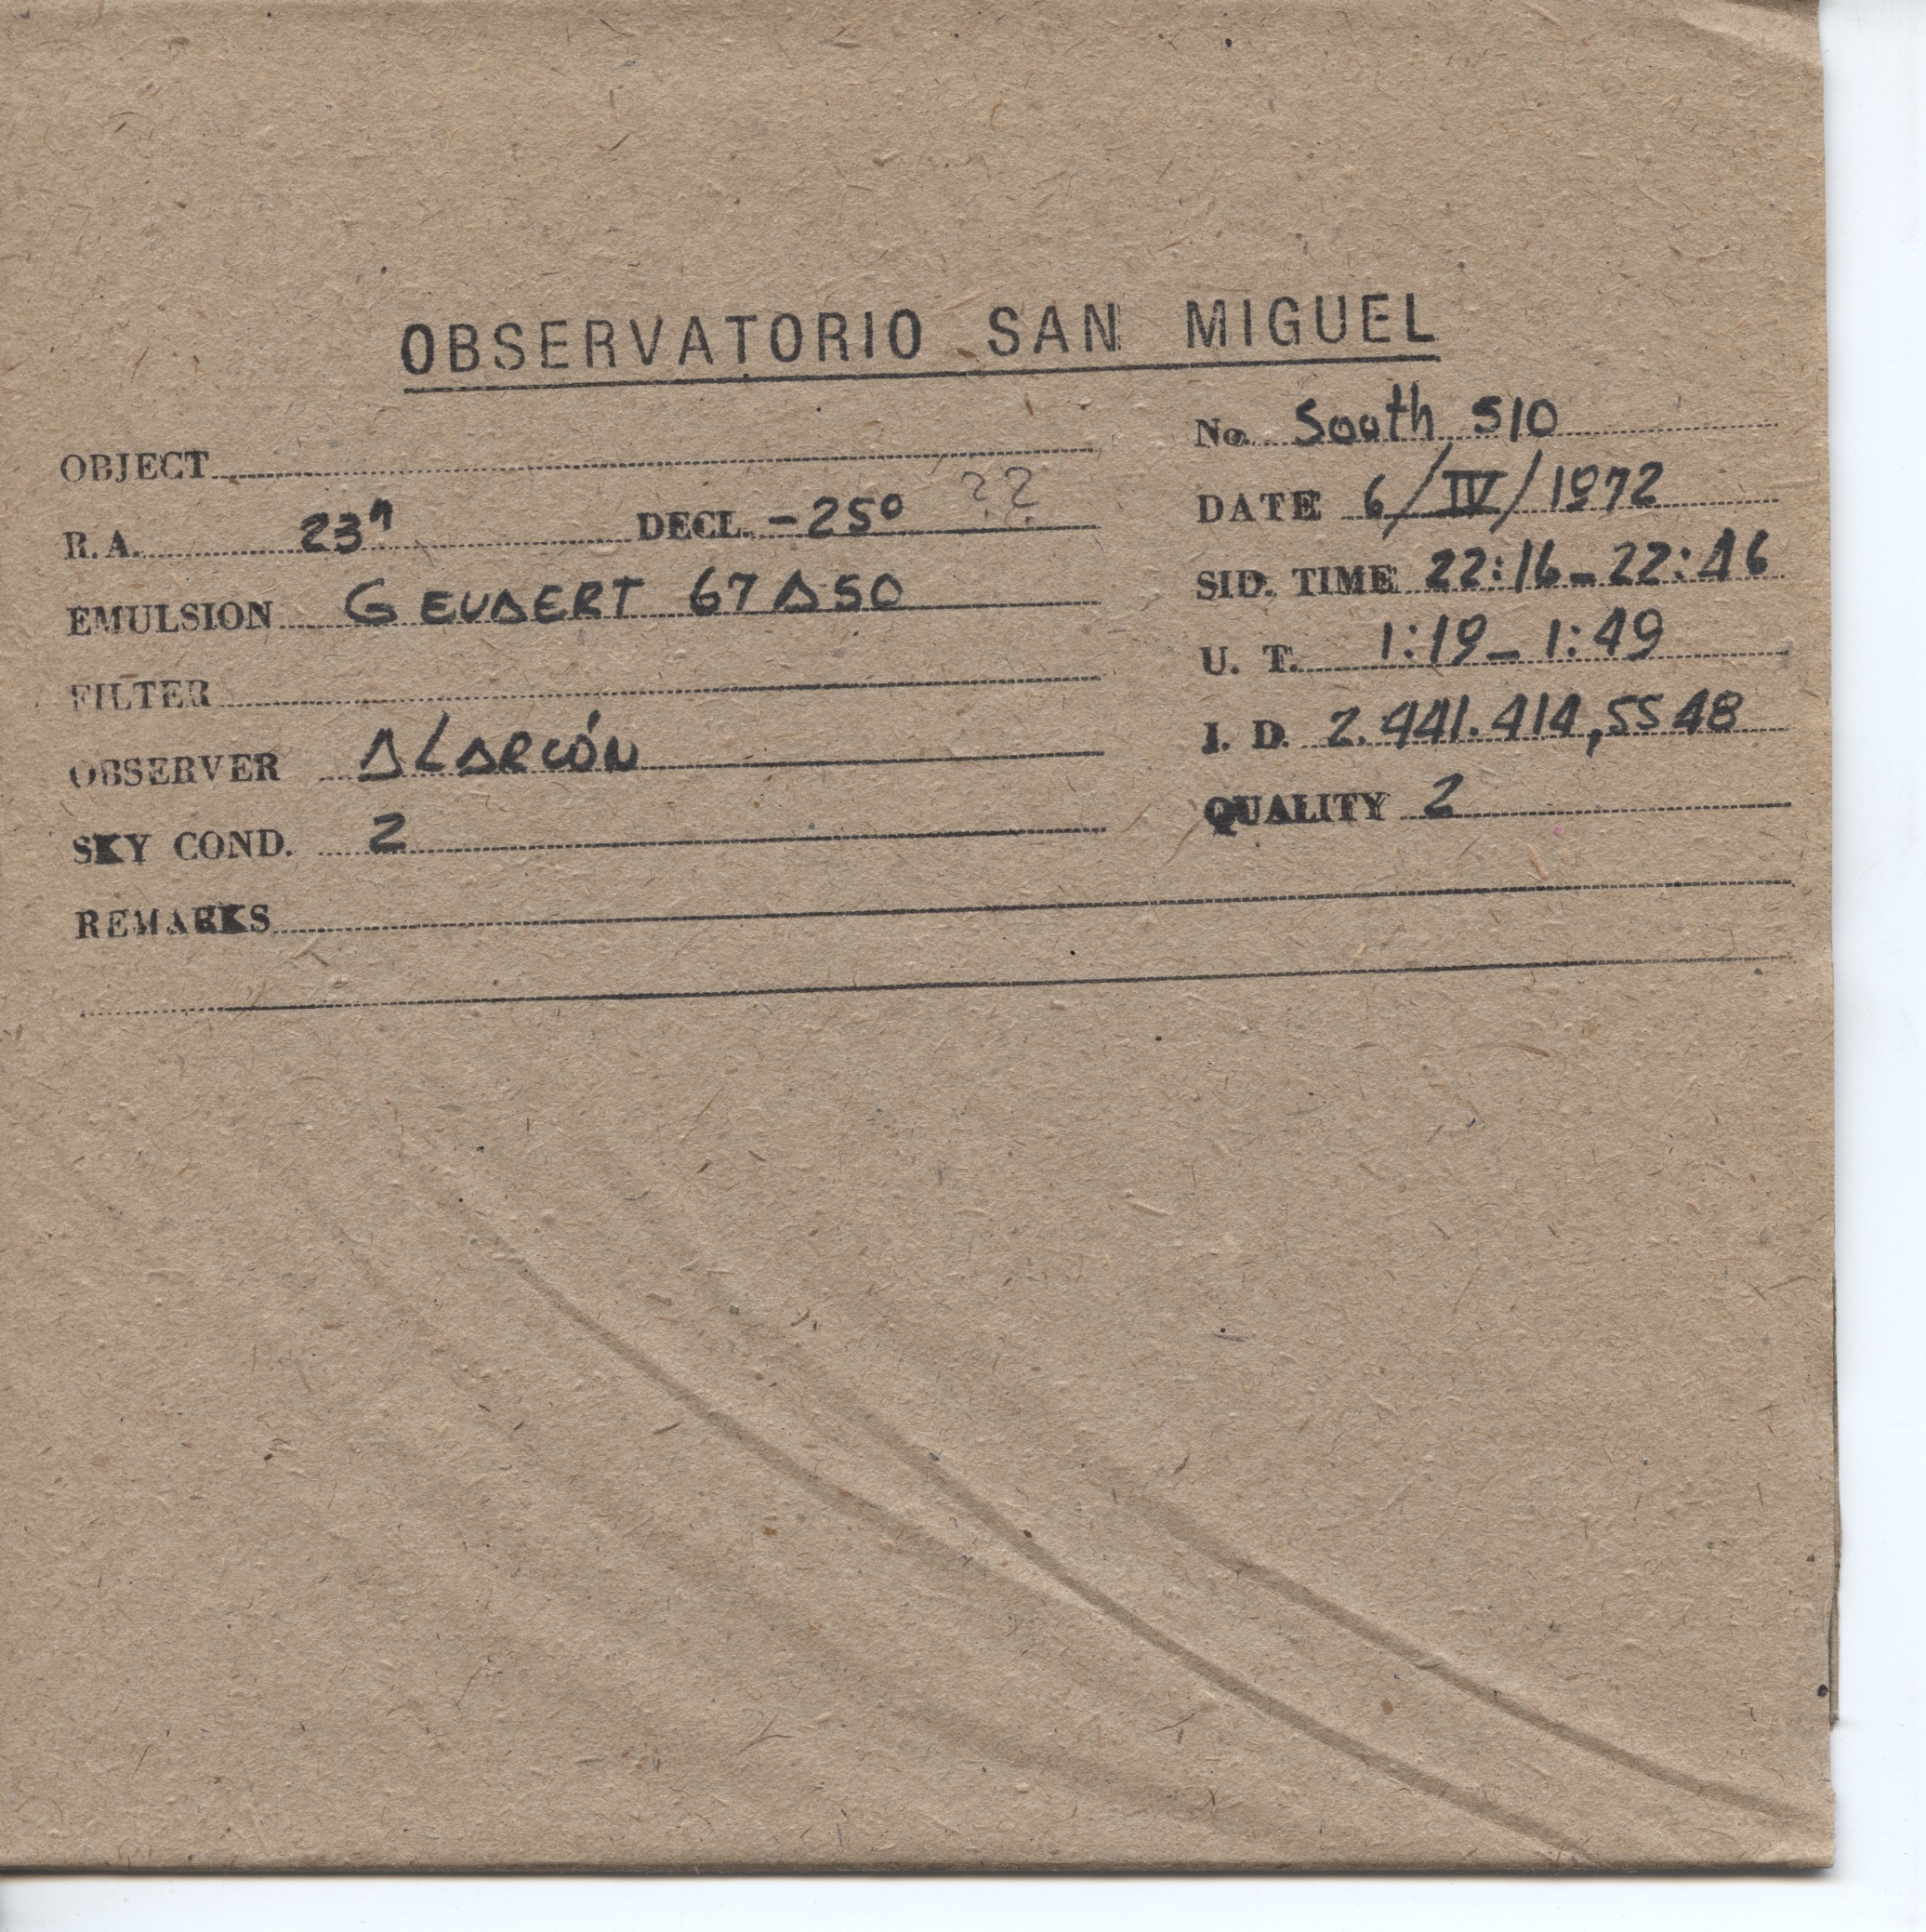 OBSERVATORIO SAN MIGUEL
OBJECT
No. South 510
R.A. 23h DECL. -25° ??
DATE 6/IV/1972
EMULSION GEVAERT 67A50
SID. TIME 22:16-22:46
FILTER
U. T. 1:19-1:49
OBSERVER ALARCÓN
J. D. 2.441.414,5548
SKY COND. 2
QUALITY 2
REMARKS